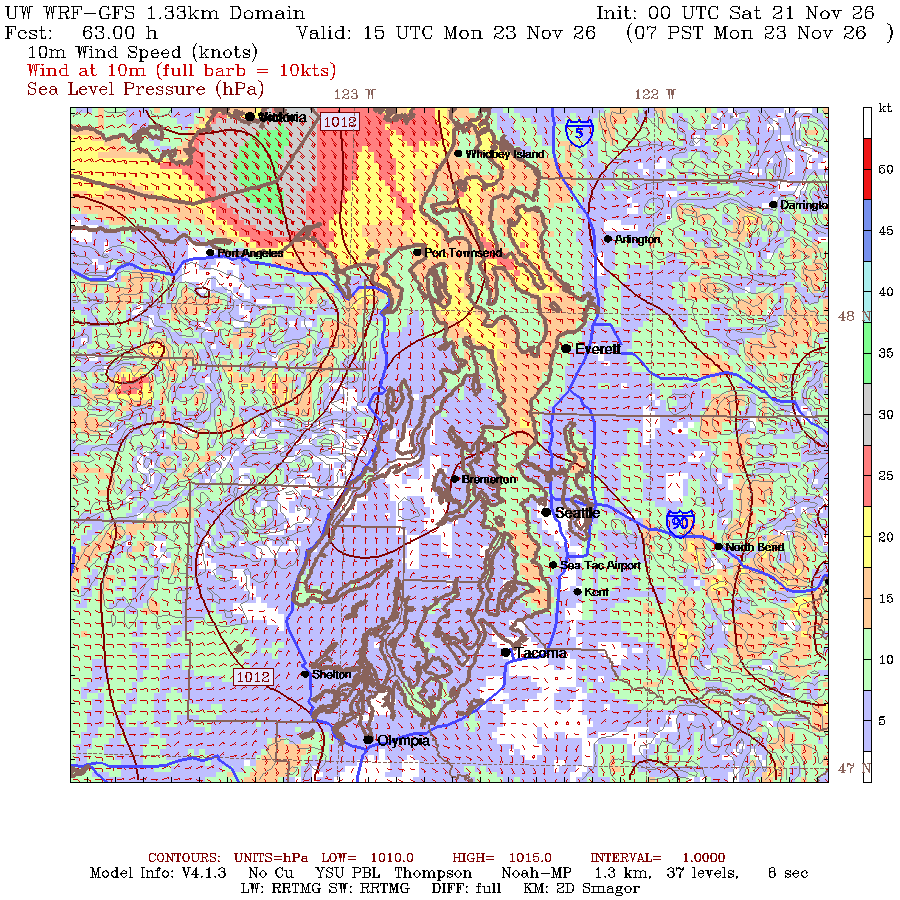 UW WRF-GFS 1.33km Domain Init: 00 UTC Sat 21 Nov 26
Fcst: 63.00 h Valid: 15 UTC Mon 23 Nov 26 (07 PST Mon 23 Nov 26 )
10m Wind Speed (knots)
Wind at 10m (full barb = 10kts)
Sea Level Pressure (hPa)
123 W 122 W
kt
Victoria
1012
5
Whidbey Island
60
Darrington
45
Arlington
Port Angeles
Port Townsend
40
48 N
Everett
35
30
25
Bremerton
Seattle
90
20
North Bend
Sea Tac Airport
Kent
15
Tacoma
10
1012
Shelton
5
Olympia
47 N
CONTOURS: UNITS=hPa LOW= 1010.0 HIGH= 1015.0 INTERVAL= 1.0000
Model Info: V4.1.3 No Cu YSU PBL Thompson Noah-MP 1.3 km, 37 levels, 8 sec
LW: RRTMG SW: RRTMG DIFF: full KM: 2D Smagor